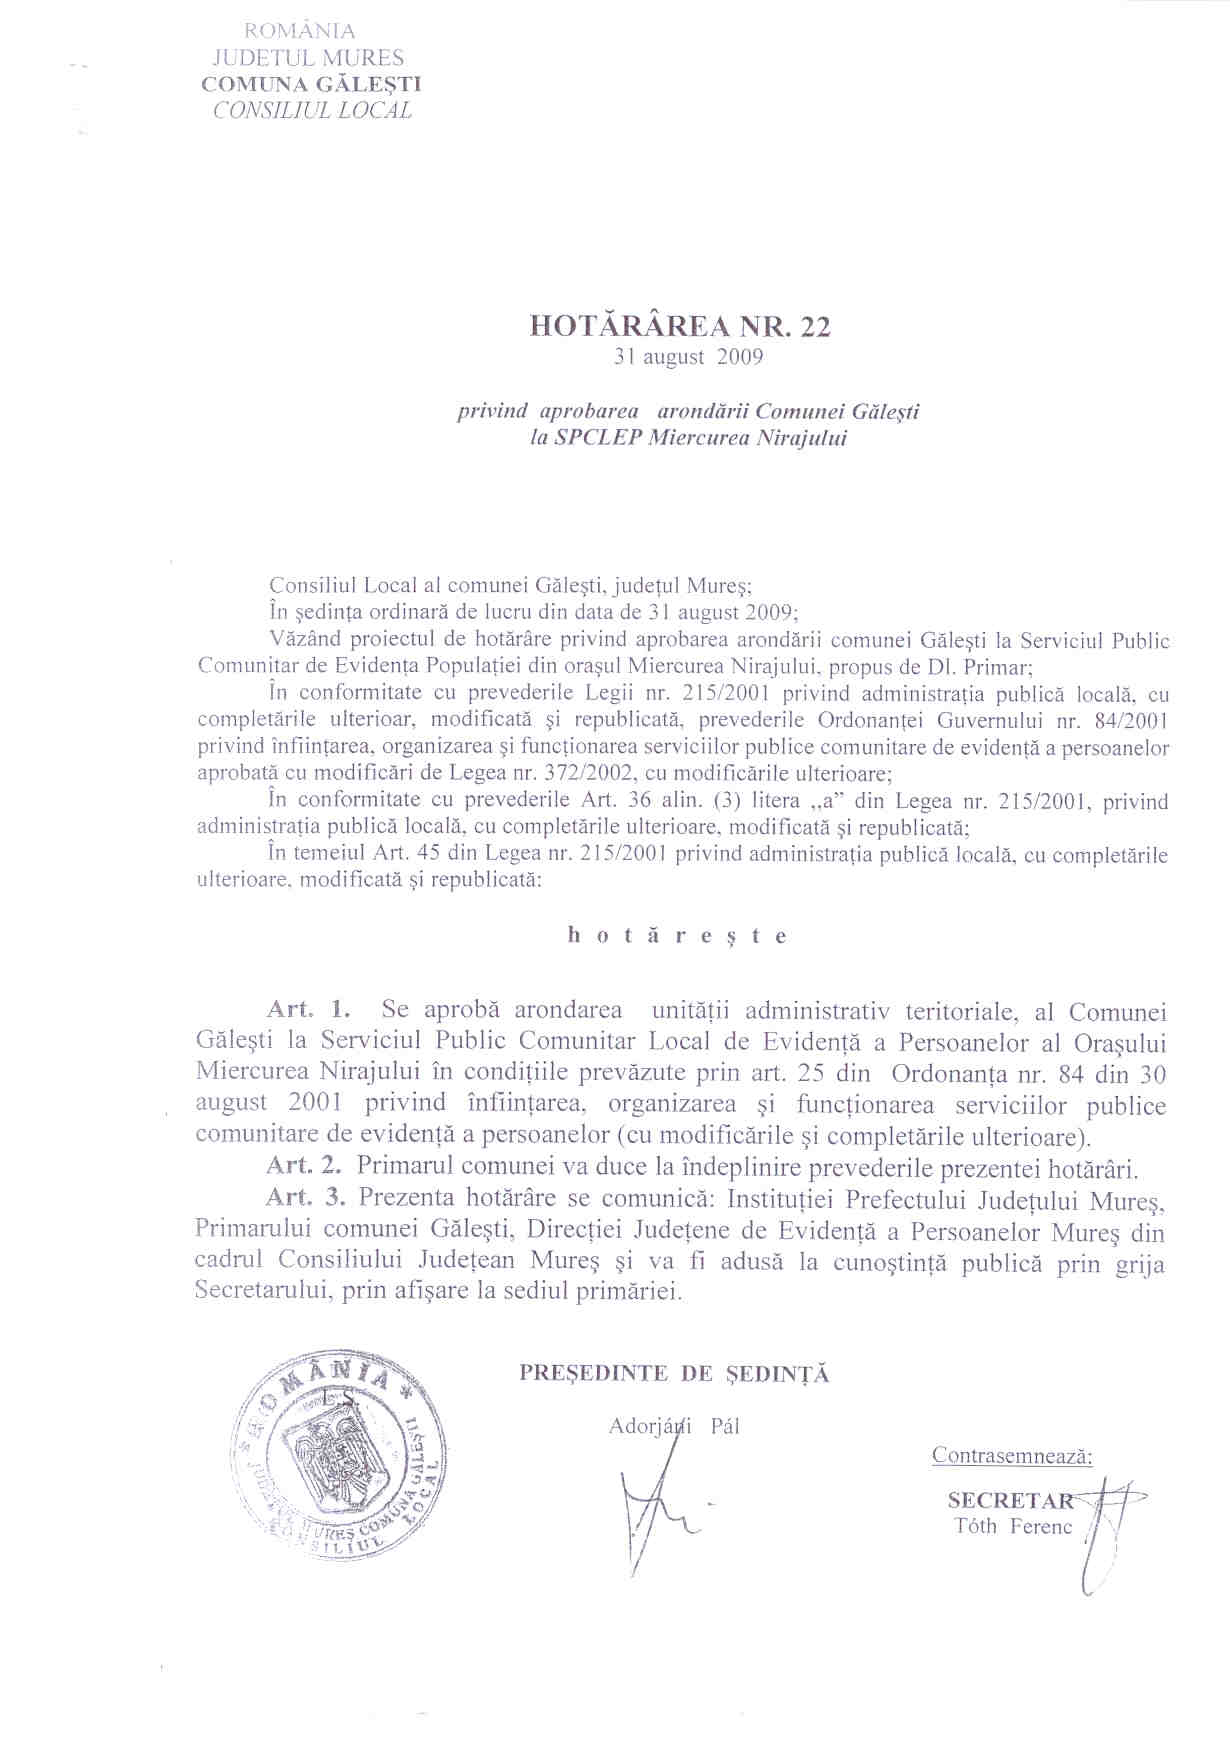 ROMÂNIA
JUDETUL MURES
COMUNA GĂLEŞTI
CONSILIUL LOCAL
HOTĂRÂREA NR. 22
31 august 2009
privind aprobarea arondării Comunei Găleşti
la SPCLEP Miercurea Nirajului
Consiliul Local al comunei Găleşti, judeţul Mureş;
În şedinţa ordinară de lucru din data de 31 august 2009;
Văzând proiectul de hotărâre privind aprobarea arondării comunei Găleşti la Serviciul Public
Comunitar de Evidenţa Populaţiei din oraşul Miercurea Nirajului, propus de Dl. Primar;
În conformitate cu prevederile Legii nr. 215/2001 privind administraţia publică locală, cu
completările ulterioar, modificată şi republicată, prevederile Ordonanţei Guvernului nr. 84/2001
privind înfiinţarea, organizarea şi funcţionarea serviciilor publice comunitare de evidenţă a persoanelor
aprobată cu modificări de Legea nr. 372/2002, cu modificările ulterioare;
În conformitate cu prevederile Art. 36 alin. (3) litera „a” din Legea nr. 215/2001, privind
administraţia publică locală, cu completările ulterioare, modificată şi republicată;
În temeiul Art. 45 din Legea nr. 215/2001 privind administraţia publică locală, cu completările
ulterioare, modificată şi republicată:
h o t ă r e ş t e
Art. 1. Se aprobă arondarea unităţii administrativ teritoriale, al Comunei
Găleşti la Serviciul Public Comunitar Local de Evidenţă a Persoanelor al Oraşului
Miercurea Nirajului în condiţiile prevăzute prin art. 25 din Ordonanţa nr. 84 din 30
august 2001 privind înfiinţarea, organizarea şi funcţionarea serviciilor publice
comunitare de evidenţă a persoanelor (cu modificările şi completările ulterioare).
Art. 2. Primarul comunei va duce la îndeplinire prevederile prezentei hotărâri.
Art. 3. Prezenta hotărâre se comunică: Instituţiei Prefectului Judeţului Mureş,
Primarului comunei Găleşti, Direcţiei Judeţene de Evidenţă a Persoanelor Mureş din
cadrul Consiliului Judeţean Mureş şi va fi adusă la cunoştinţă publică prin grija
Secretarului, prin afişare la sediul primăriei.
PREŞEDINTE DE ŞEDINŢĂ
L.S.
Adorjáni Pál
Contrasemnează:
SECRETAR
Tóth Ferenc
* ROMÂNIA *
JUDEŢUL MUREŞ COMUNA GĂLEŞTI
CONSILIUL LOCAL